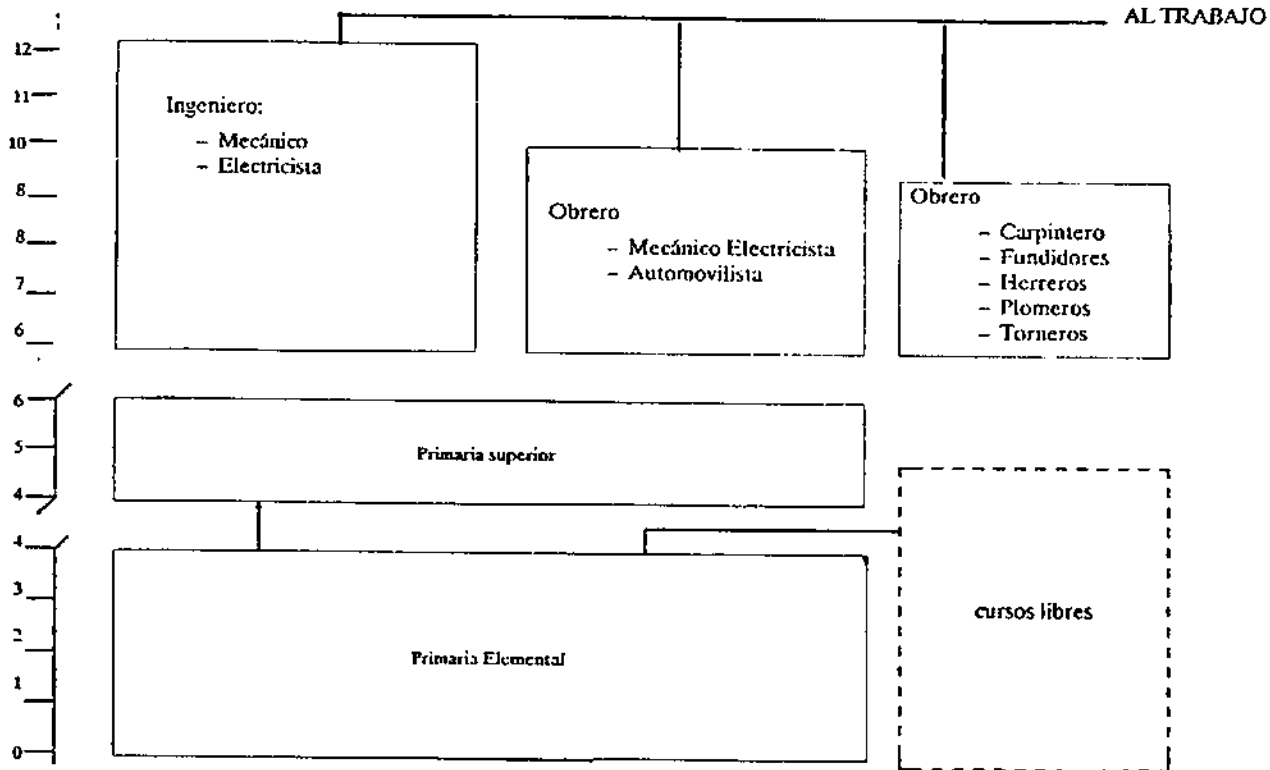 AL TRABAJO
12
11
10
8
8
7
6
Ingeniero:
– Mecánico
– Electricista
Obrero
– Mecánico Electricista
– Automovilista
Obrero
– Carpintero
– Fundidores
– Herreros
– Plomeros
– Torneros
6
5
4
Primaria superior
4
3
2
1
0
Primaria Elemental
cursos libres